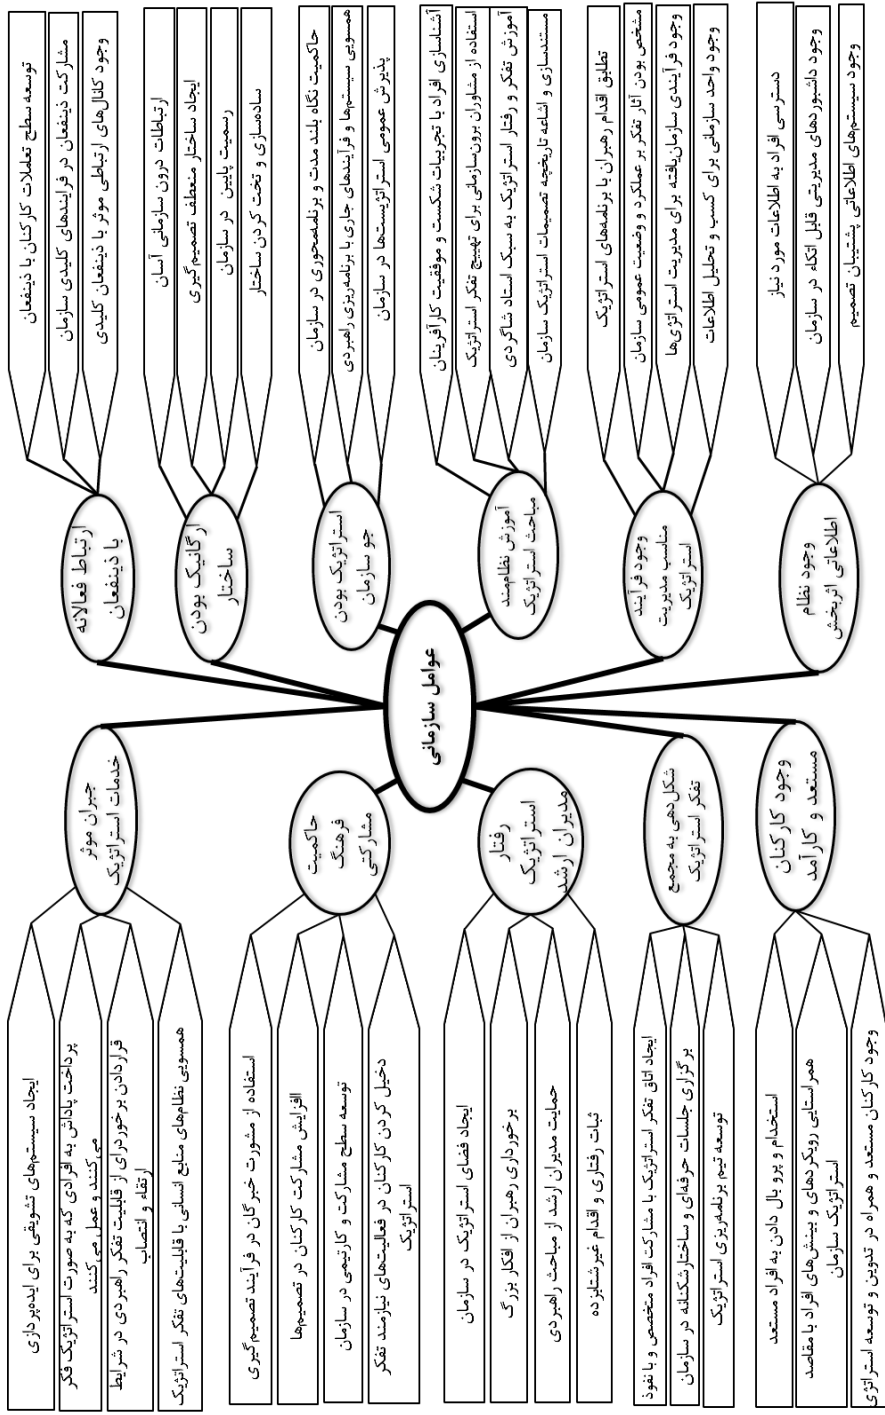 عوامل سازمانی
ارتباط فعالانه
با ذینفعان
توسعه سطح تعاملات کارکنان با ذینفعان
مشارکت ذینفعان در فرایندهای کلیدی سازمان
وجود کانال‌های ارتباطی موثر با ذینفعان کلیدی
ارگانیک بودن
ساختار
ارتباطات درون سازمانی آسان
ایجاد ساختار منعطف تصمیم‌گیری
رسمیت پایین در سازمان
ساده‌سازی و تخت کردن ساختار
استراتژیک بودن
جو سازمان
حاکمیت نگاه بلند مدت و برنامه‌محوری در سازمان
همسویی سیستم‌ها و فرآیندهای جاری با برنامه‌ریزی راهبردی
پذیرش عمومی استراتژیست‌ها در سازمان
آموزش نظام‌مند
مباحث استراتژیک
آشناسازی افراد با تجربیات شکست و موفقیت کارآفرینان
استفاده از مشاوران برون‌سازمانی برای تهییج تفکر استراتژیک
آموزش تفکر و رفتار استراتژیک به سبک استاد شاگردی
مستندسازی و اشاعه تاریخچه تصمیمات استراتژیک سازمان
وجود فرآیند
مناسب مدیریت
استراتژیک
تطابق اقدام رهبران با برنامه‌های استراتژیک
مشخص بودن آثار تفکر بر عملکرد و وضعیت عمومی سازمان
وجود فرآیندی سازمان‌یافته برای مدیریت استراتژی‌ها
وجود واحد سازمانی برای کسب و تحلیل اطلاعات
وجود نظام
اطلاعاتی اثربخش
دسترسی افراد به اطلاعات مورد نیاز
وجود داشبوردهای مدیریتی قابل اتکاء در سازمان
وجود سیستم‌های اطلاعاتی پشتیبان تصمیم
جبران موثر
خدمات استراتژیک
ایجاد سیستم‌های تشویقی برای ایده‌پردازی
پرداخت پاداش به افرادی که به صورت استراتژیک فکر
می‌کنند و عمل می‌کنند
قراردادن برخوردرای از قابلیت تفکر راهبردی در شرایط
ارتقاء و انتصاب
همسویی نظام‌های منابع انسانی با قابلیت‌های تفکر استراتژیک
حاکمیت
فرهنگ
مشارکتی
استفاده از مشورت خبرگان در فرآیند تصمیم‌گیری
اافزایش مشارکت کارکنان در تصمیم‌ها
توسعه سطح مشارکت و کارتیمی در سازمان
دخیل کردن کارکنان در فعالیت‌های نیازمند تفکر
استراتژیک
رفتار
استراتژیک
مدیران ارشد
ایجاد فضای استراتژیک در سازمان
برخورداری رهبران از افکار بزرگ
حمایت مدیران ارشد از مباحث راهبردی
ثبات رفتاری و اقدام غیرشتابزده
شکل‌دهی به مجمع
تفکر استراتژیک
ایجاد اتاق تفکر استراتژیک با مشارکت افراد متخصص و با نفوذ
برگزاری جلسات حرفه‌ای و ساختارشکنانه در سازمان
توسعه تیم برنامه‌ریزی استراتژیک
وجود کارکنان
مستعد و کارآمد
استخدام و پرو بال دادن به افراد مستعد
همراستایی رویکردهای و بینش‌های افراد با مقاصد
استراتژیک سازمان
وجود کارکنان مستعد و همراه در تدوین و توسعه استراتژی